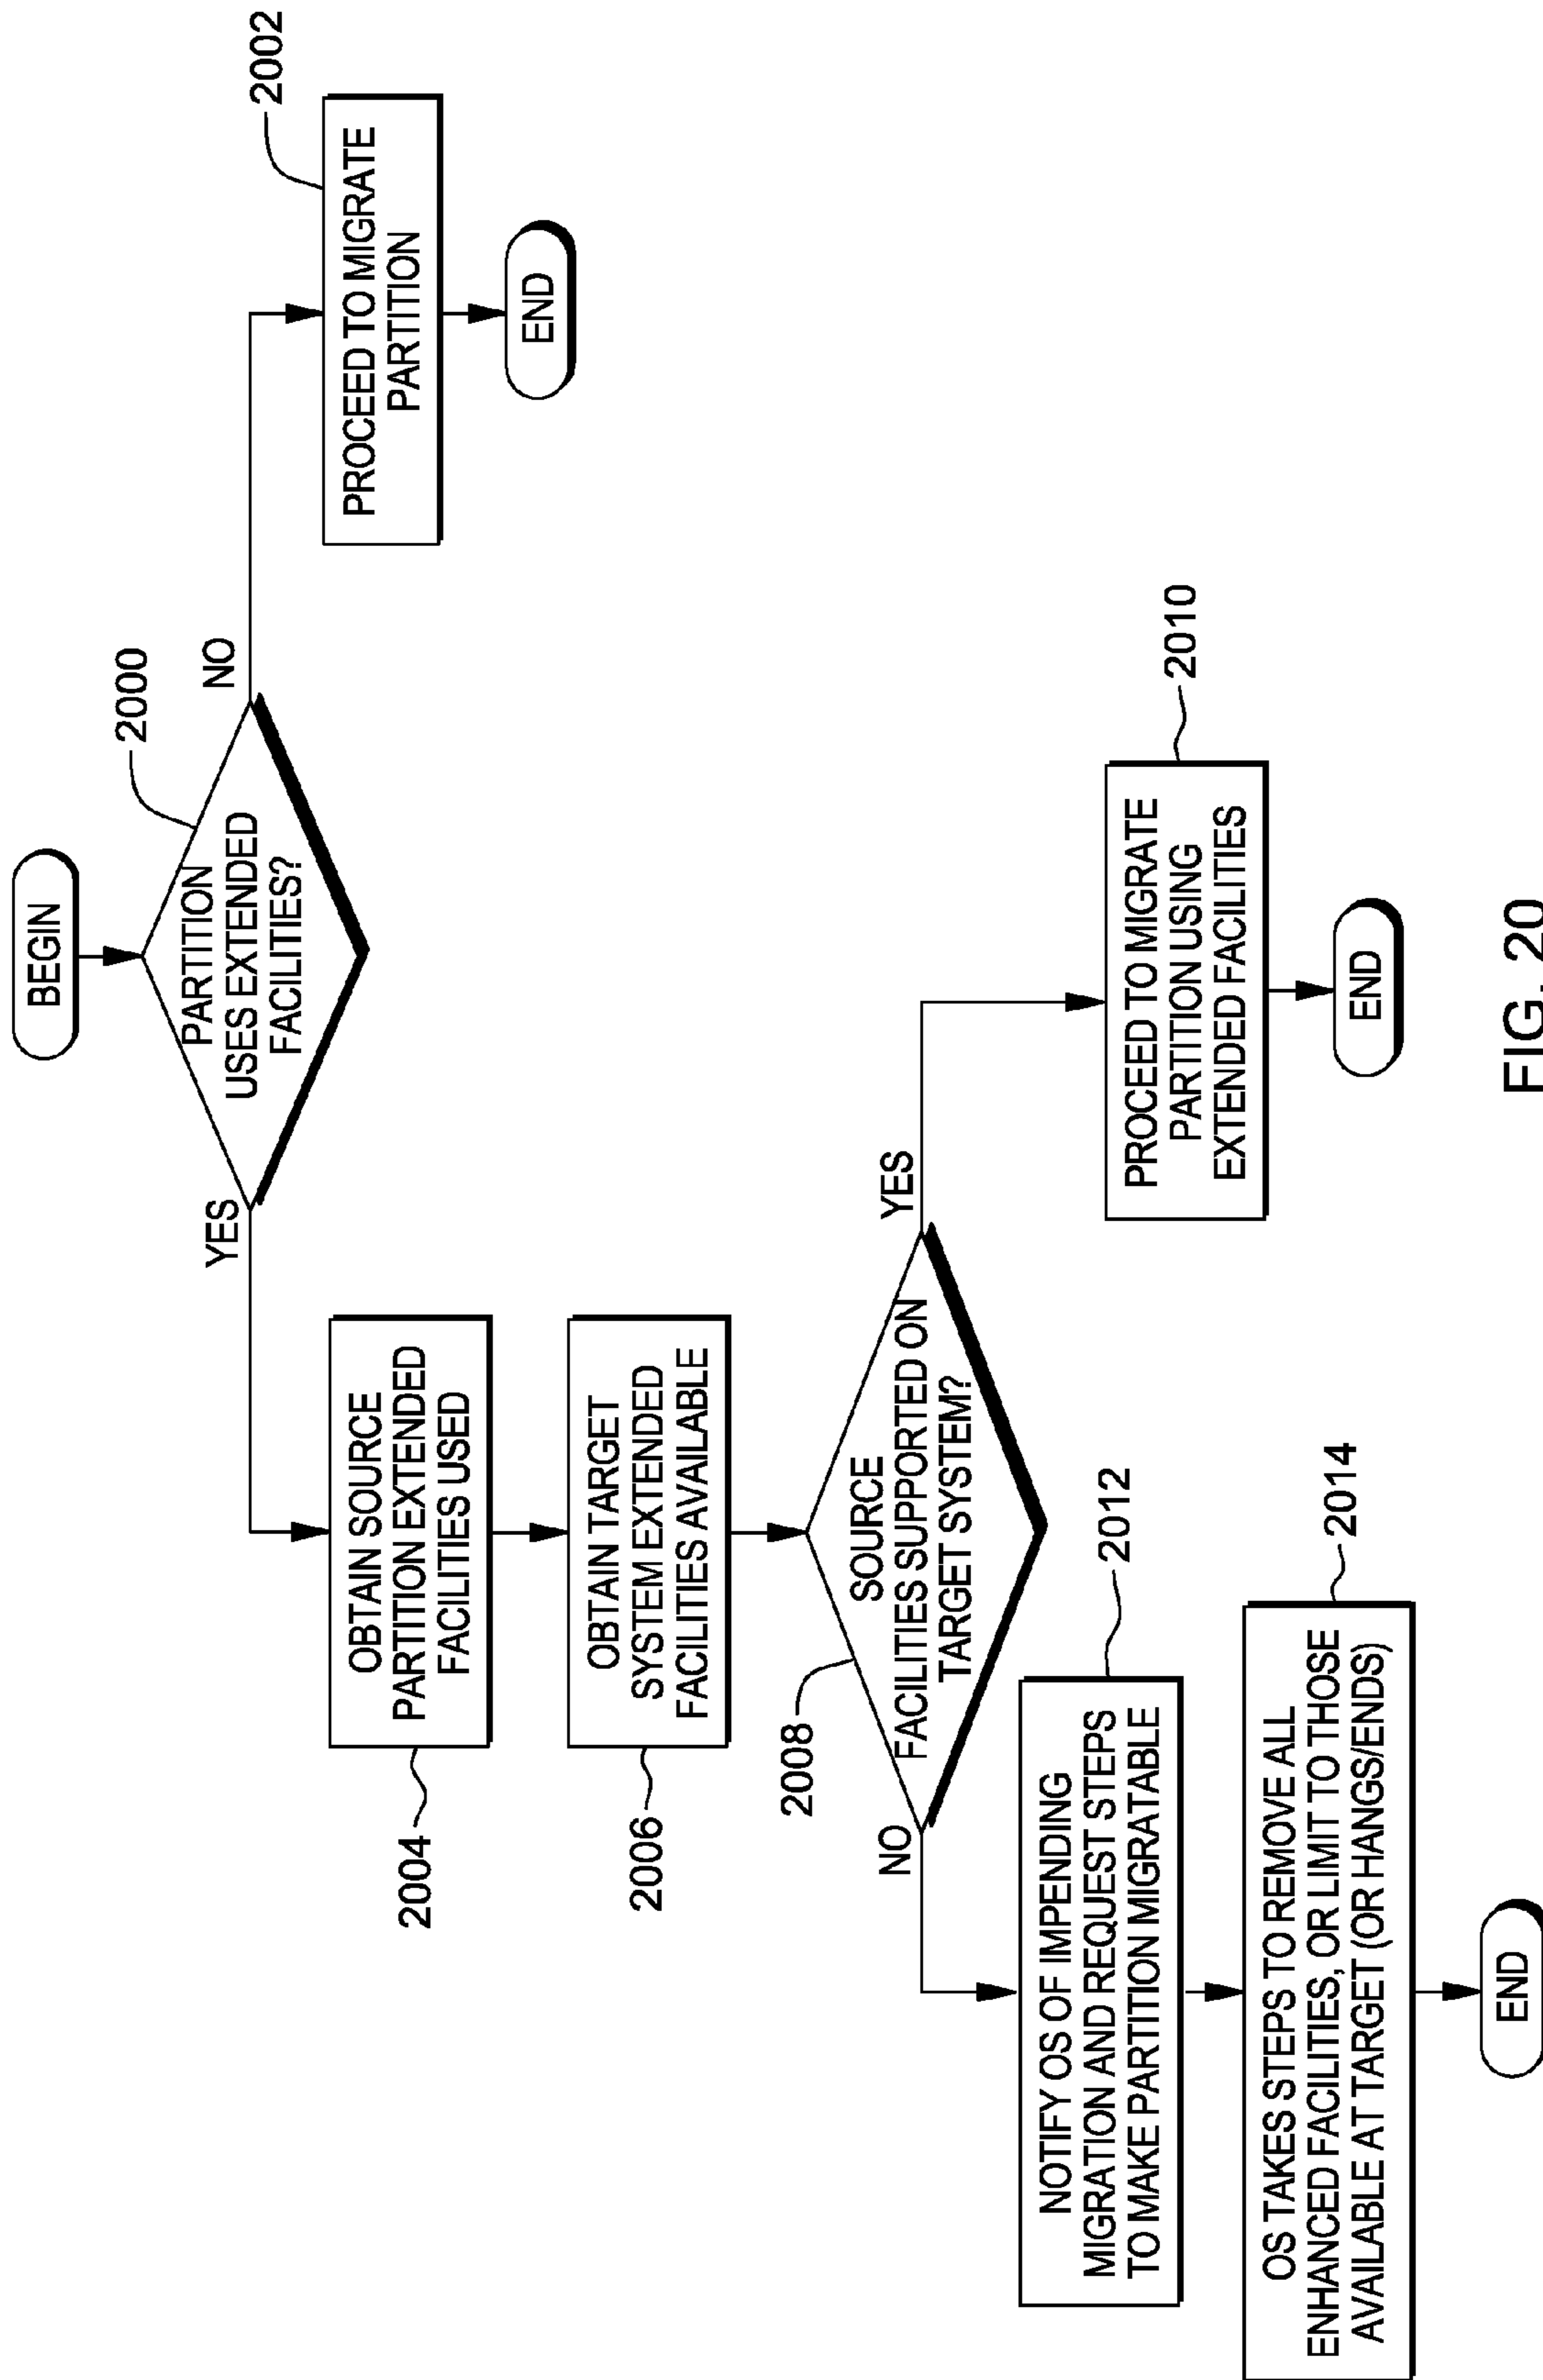 BEGIN
2000
PARTITION
USES EXTENDED
FACILITIES?
NO
YES
2002
PROCEED TO MIGRATE
PARTITION
END
OBTAIN SOURCE
PARTITION EXTENDED
FACILITIES USED
2004
OBTAIN TARGET
SYSTEM EXTENDED
FACILITIES AVAILABLE
2006
2008
SOURCE
FACILITIES SUPPORTED ON
TARGET SYSTEM?
YES
NO
2010
PROCEED TO MIGRATE
PARTITION USING
EXTENDED FACILITIES
END
2012
NOTIFY OS OF IMPENDING
MIGRATION AND REQUEST STEPS
TO MAKE PARTITION MIGRATABLE
2014
OS TAKES STEPS TO REMOVE ALL
ENHANCED FACILITIES, OR LIMIT TO THOSE
AVAILABLE AT TARGET (OR HANGS/ENDS)
END
FIG. 20